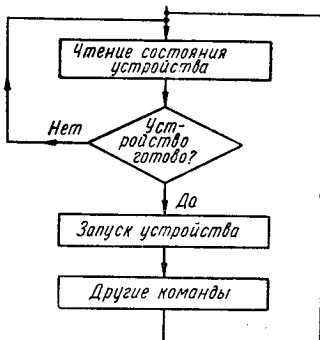 Чтение состояния
устройства
Уст-
ройство
готово?
Нет
Да
Запуск устройства
Другие команды